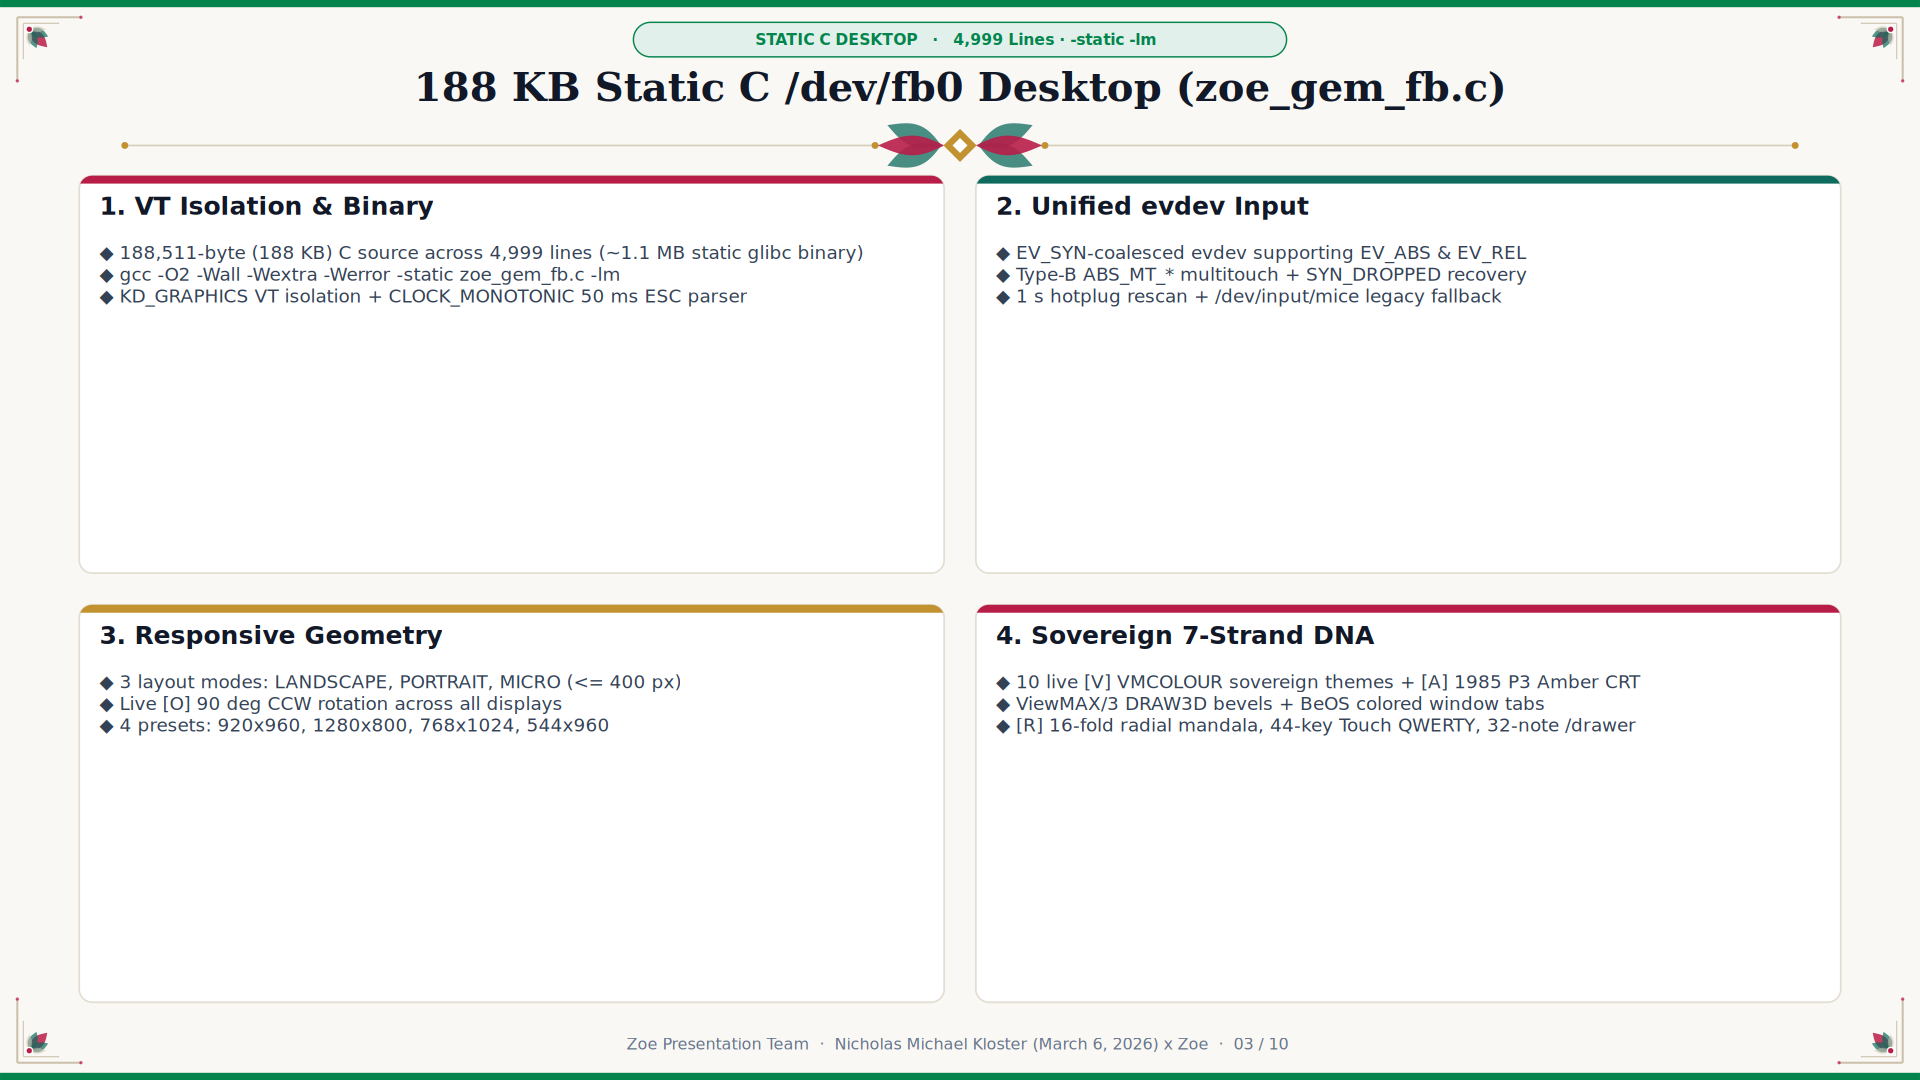 STATIC C DESKTOP · 4,999 Lines · -static -lm
188 KB Static C /dev/fb0 Desktop (zoe_gem_fb.c)
1. VT Isolation & Binary
◆ 188,511-byte (188 KB) C source across 4,999 lines (~1.1 MB static glibc binary)
◆ gcc -O2 -Wall -Wextra -Werror -static zoe_gem_fb.c -lm
◆ KD_GRAPHICS VT isolation + CLOCK_MONOTONIC 50 ms ESC parser
2. Unified evdev Input
◆ EV_SYN-coalesced evdev supporting EV_ABS & EV_REL
◆ Type-B ABS_MT_* multitouch + SYN_DROPPED recovery
◆ 1 s hotplug rescan + /dev/input/mice legacy fallback
3. Responsive Geometry
◆ 3 layout modes: LANDSCAPE, PORTRAIT, MICRO (<= 400 px)
◆ Live [O] 90 deg CCW rotation across all displays
◆ 4 presets: 920x960, 1280x800, 768x1024, 544x960
4. Sovereign 7-Strand DNA
◆ 10 live [V] VMCOLOUR sovereign themes + [A] 1985 P3 Amber CRT
◆ ViewMAX/3 DRAW3D bevels + BeOS colored window tabs
◆ [R] 16-fold radial mandala, 44-key Touch QWERTY, 32-note /drawer
Zoe Presentation Team · Nicholas Michael Kloster (March 6, 2026) x Zoe · 03 / 10